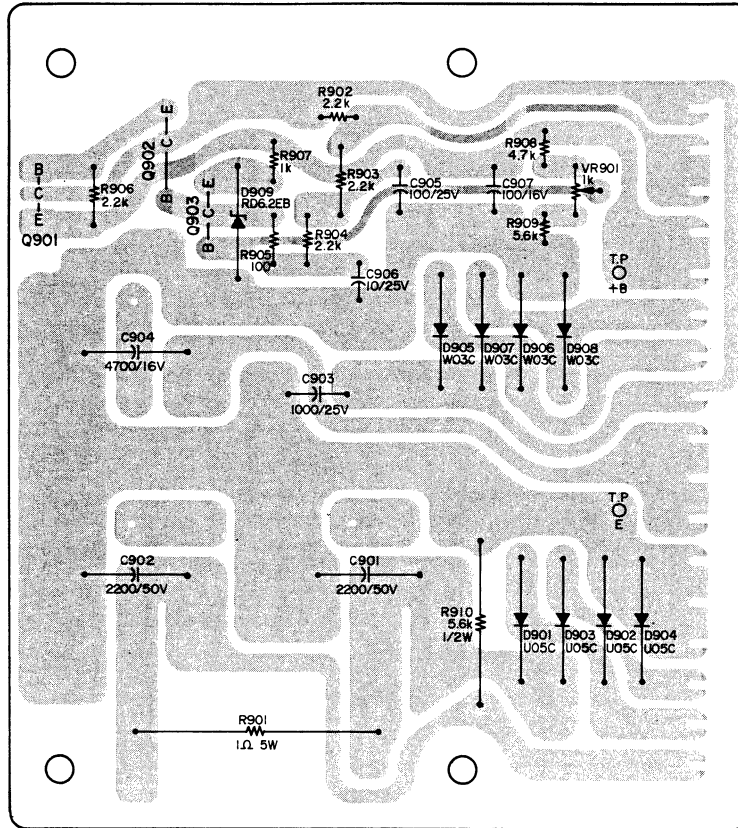 R902
2.2k
E
C
B
Q902
R907
1k
R908
4.7k
VR901
1k
B
C
E
Q901
R906
2.2k
E
C
B
Q903
D909
RD6.2EB
R903
2.2k
C905
100/25V
C907
100/16V
R905
100
R904
2.2k
R909
5.6k
C906
10/25V
T.P
+B
C904
4700/16V
D905
W03C
D907
W03C
D906
W03C
D908
W03C
C903
1000/25V
T.P
E
C902
2200/50V
C901
2200/50V
R910
5.6k
1/2W
D901
U05C
D903
U05C
D902
U05C
D904
U05C
R901
1Ω 5W